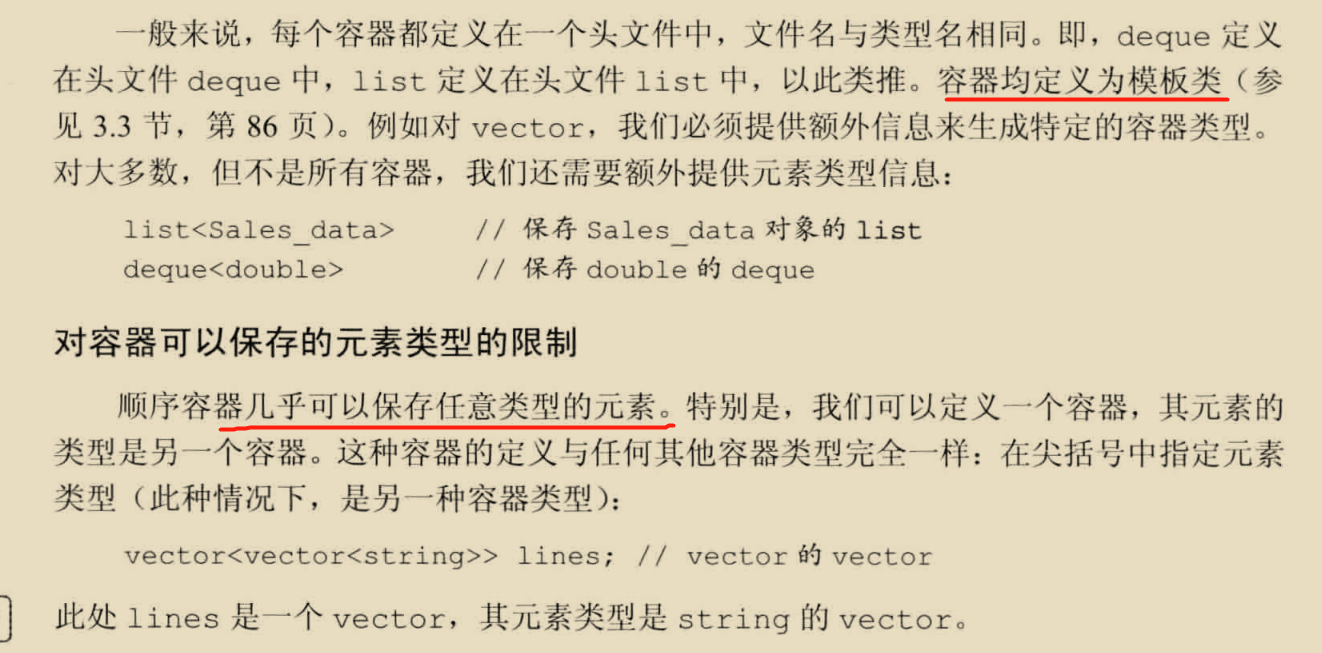 一般来说，每个容器都定义在一个头文件中，文件名与类型名相同。即，deque 定义
在头文件 deque 中，list 定义在头文件 list 中，以此类推。容器均定义为模板类（参
见 3.3 节，第 86 页）。例如对 vector，我们必须提供额外信息来生成特定的容器类型。
对大多数，但不是所有容器，我们还需要额外提供元素类型信息：
list<Sales_data> // 保存 Sales_data 对象的 list
deque<double> // 保存 double 的 deque
对容器可以保存的元素类型的限制
顺序容器几乎可以保存任意类型的元素。特别是，我们可以定义一个容器，其元素的
类型是另一个容器。这种容器的定义与任何其他容器类型完全一样：在尖括号中指定元素
类型（此种情况下，是另一种容器类型）：
vector<vector<string>> lines; // vector 的 vector
此处 lines 是一个 vector，其元素类型是 string 的 vector。